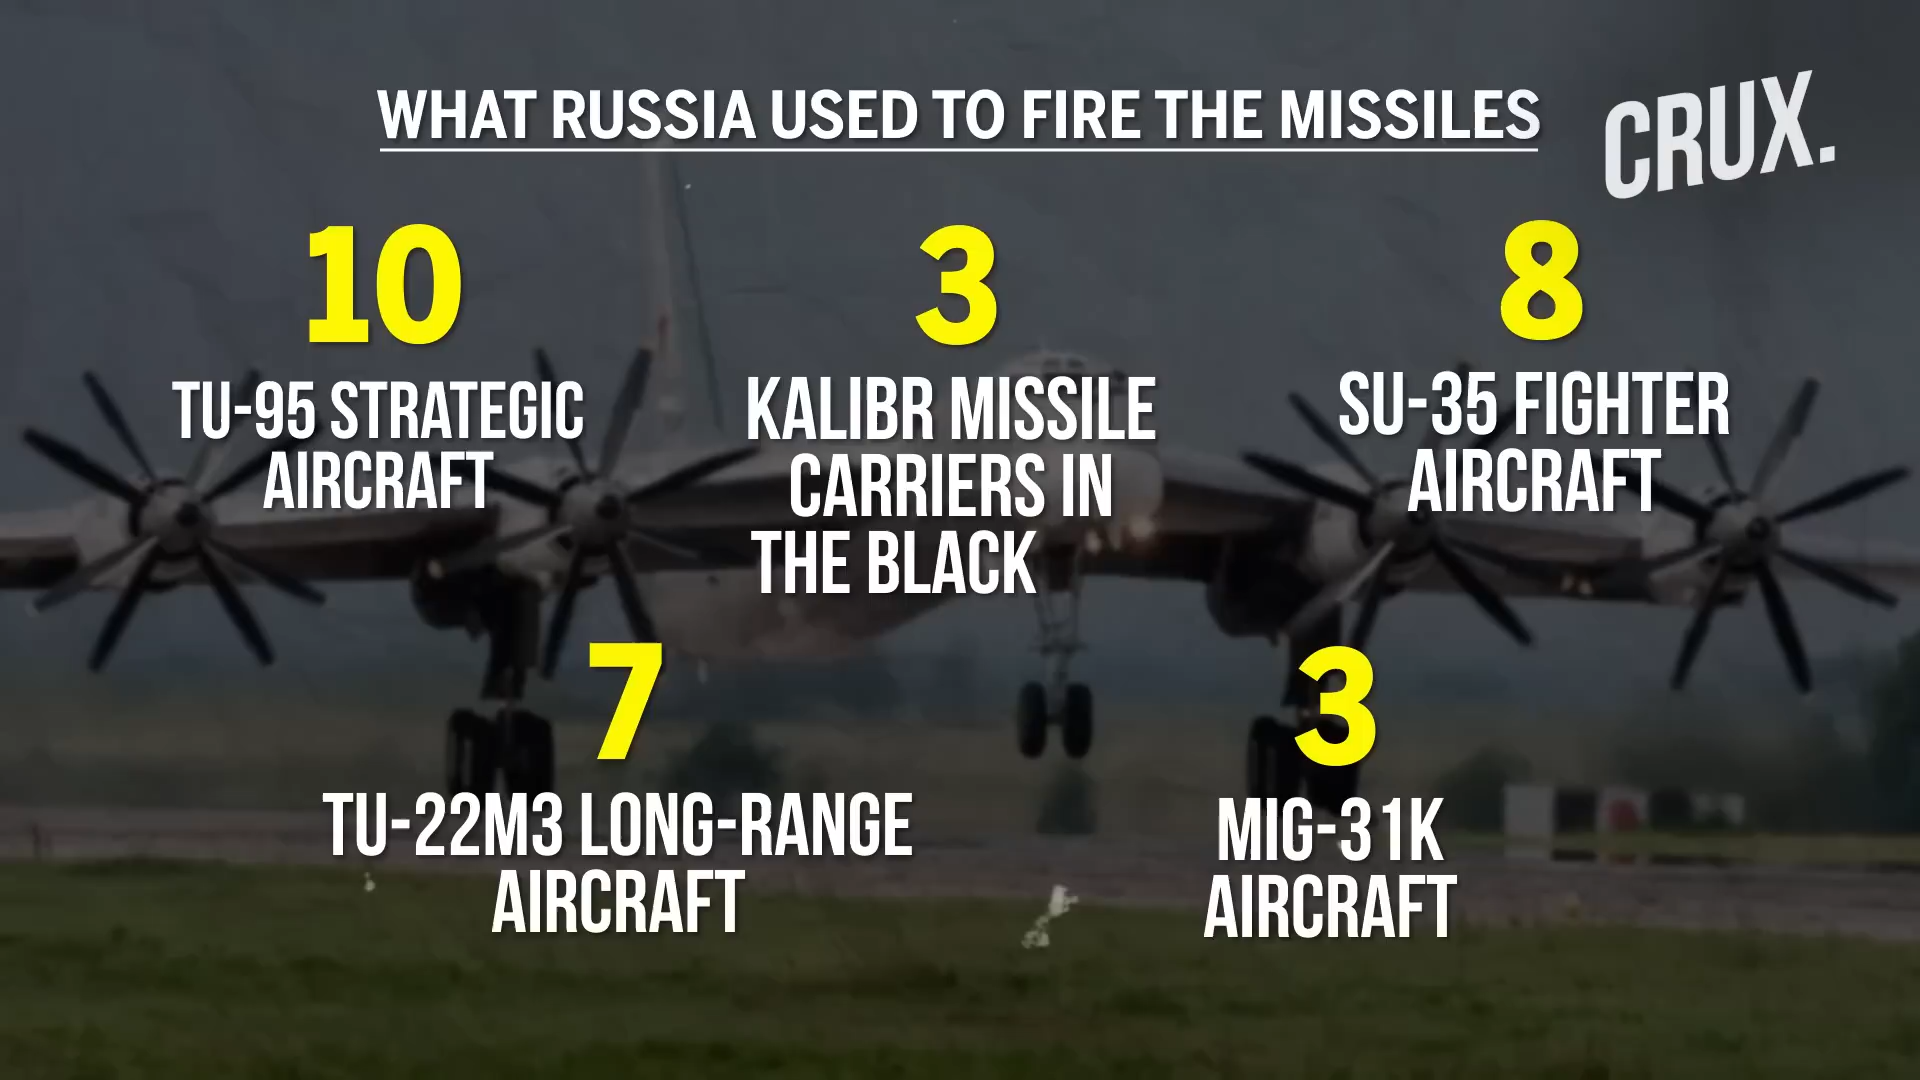 WHAT RUSSIA USED TO FIRE THE MISSILES
CRUX.
10
TU-95 STRATEGIC
AIRCRAFT
3
KALIBR MISSILE
CARRIERS IN
THE BLACK
8
SU-35 FIGHTER
AIRCRAFT
7
TU-22M3 LONG-RANGE
AIRCRAFT
3
MIG-31K
AIRCRAFT